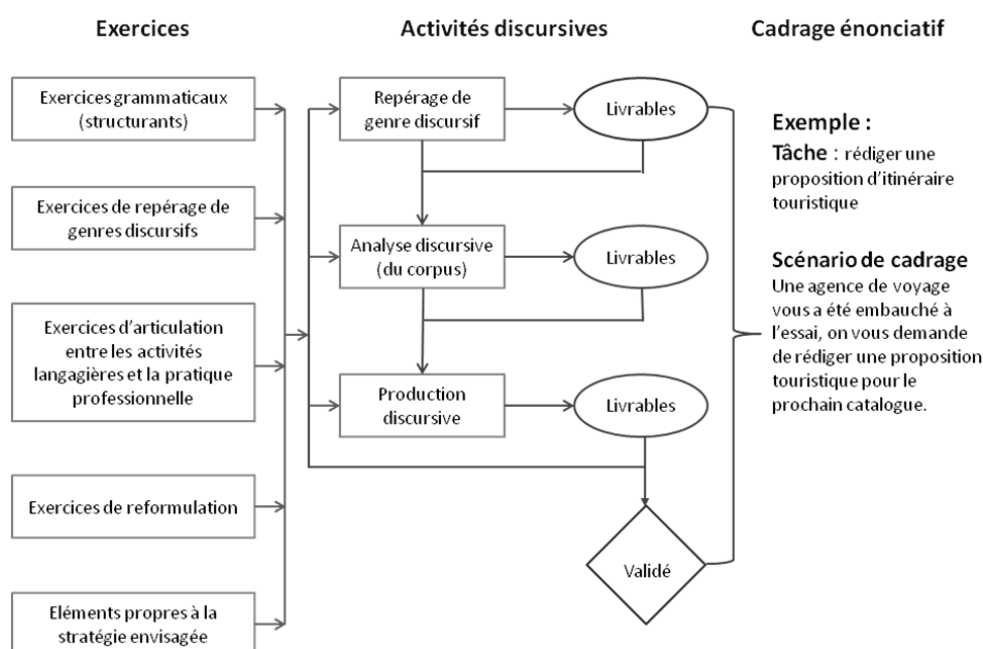 Exercices
Activités discursives
Cadrage énonciatif
Exercices grammaticaux
(structurants)
Exercices de repérage de
genres discursifs
Exercices d'articulation
entre les activités
langagières et la pratique
professionnelle
Exercices de reformulation
Eléments propres à la
stratégie envisagée
Repérage de
genre discursif
Livrables
Analyse discursive
(du corpus)
Livrables
Production
discursive
Livrables
Validé
Exemple :
Tâche : rédiger une
proposition d'itinéraire
touristique
Scénario de cadrage
Une agence de voyage
vous a été embauché à
l'essai, on vous demande
de rédiger une proposition
touristique pour le
prochain catalogue.